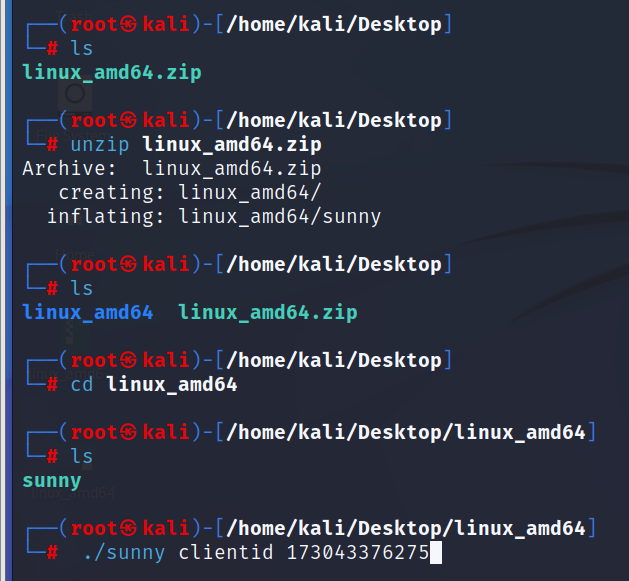 ┌──(root㉿kali)-[/home/kali/Desktop]
└─# ls
linux_amd64.zip
┌──(root㉿kali)-[/home/kali/Desktop]
└─# unzip linux_amd64.zip
Archive:  linux_amd64.zip
   creating: linux_amd64/
  inflating: linux_amd64/sunny
┌──(root㉿kali)-[/home/kali/Desktop]
└─# ls
linux_amd64  linux_amd64.zip
┌──(root㉿kali)-[/home/kali/Desktop]
└─# cd linux_amd64
┌──(root㉿kali)-[/home/kali/Desktop/linux_amd64]
└─# ls
sunny
┌──(root㉿kali)-[/home/kali/Desktop/linux_amd64]
└─#  ./sunny clientid 173043376275